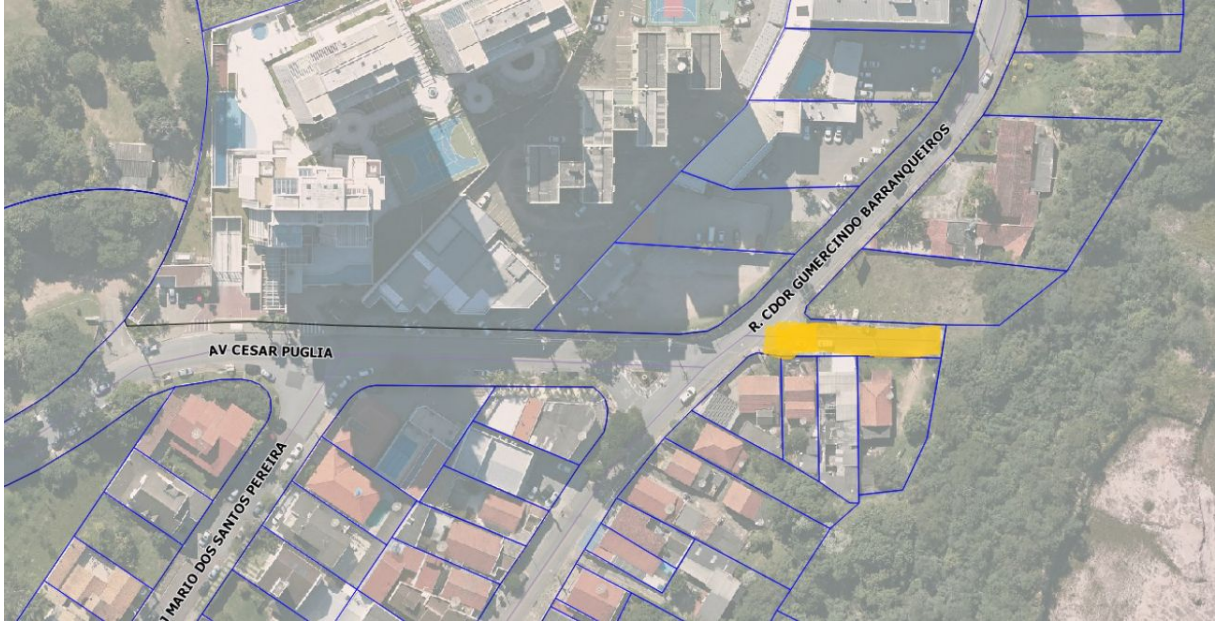 R. CDOR GUMERCINDO BARRANQUEIROS
AV CESAR PUGLIA
MARIO DOS SANTOS PEREIRA